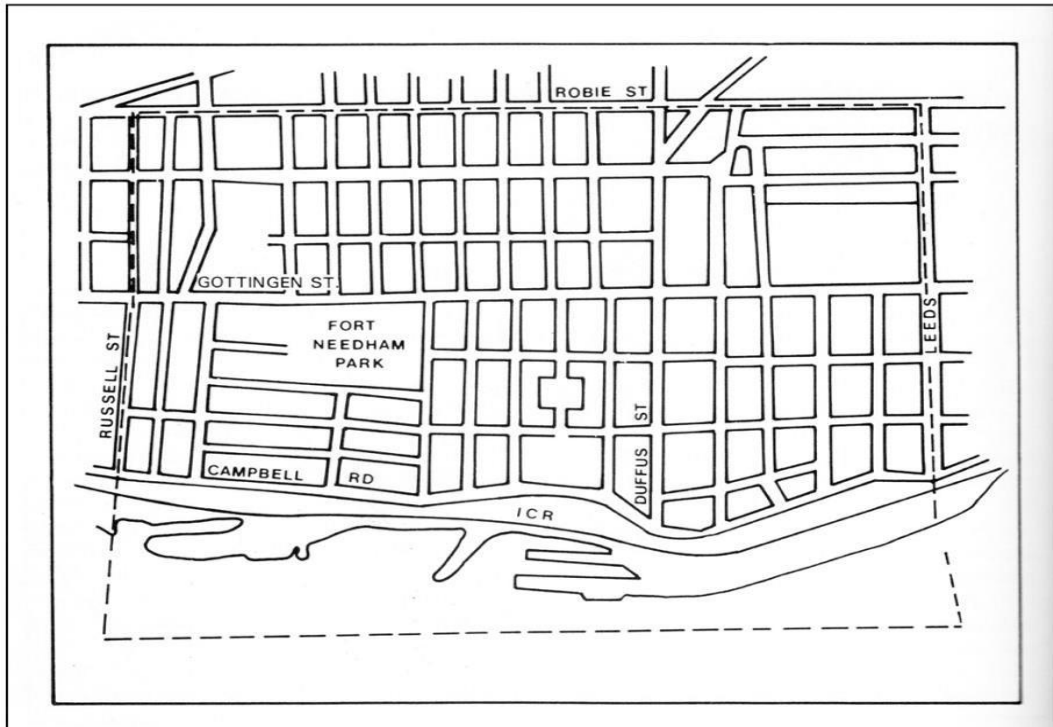 ROBIE ST
GOTTINGEN ST.
FORT
NEEDHAM
PARK
RUSSELL ST
LEEDS
DUFFUS ST
CAMPBELL RD
ICR